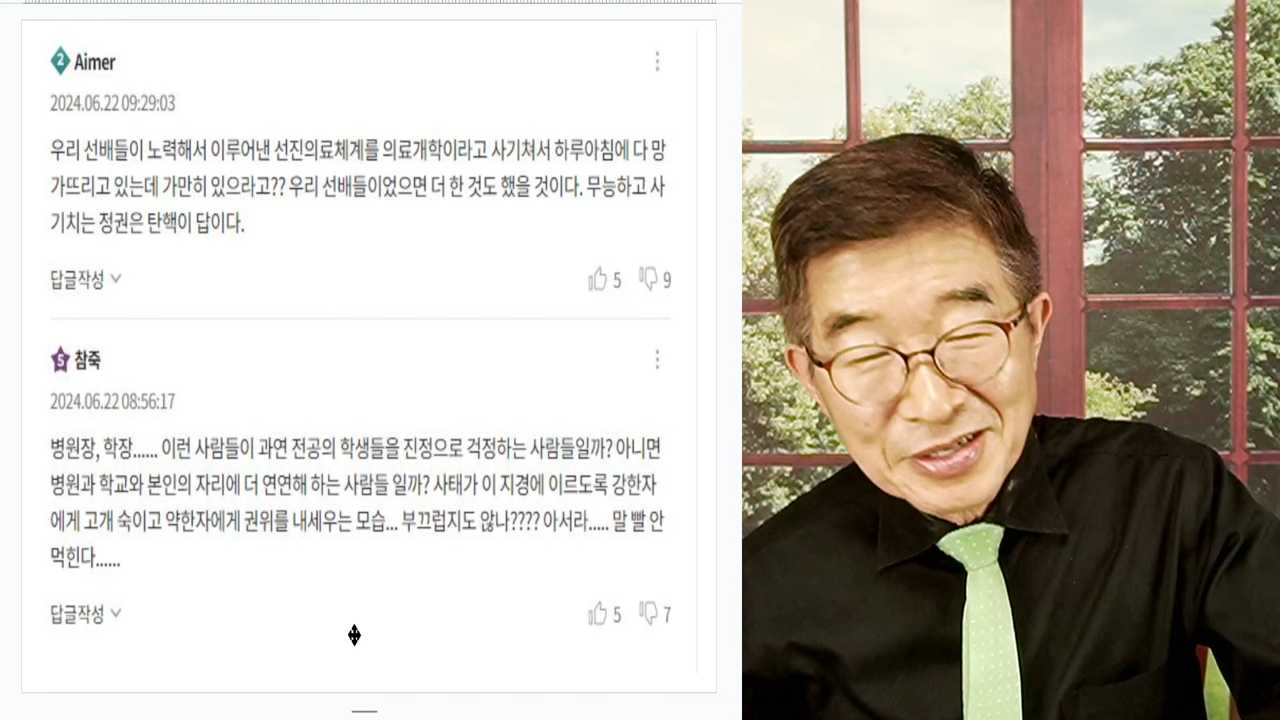 2 Aimer
2024.06.22 09:29:03
우리 선배들이 노력해서 이루어낸 선진의료체계를 의료개학이라고 사기쳐서 하루아침에 다 망
가뜨리고 있는데 가만히 있으라고?? 우리 선배들이었으면 더 한 것도 했을 것이다. 무능하고 사
기치는 정권은 탄핵이 답이다.
답글작성
5 9
5 참죽
2024.06.22 08:56:17
병원장, 학장...... 이런 사람들이 과연 전공의 학생들을 진정으로 걱정하는 사람들일까? 아니면
병원과 학교와 본인의 자리에 더 연연해 하는 사람들 일까? 사태가 이 지경에 이르도록 강한자
에게 고개 숙이고 약한자에게 권위를 내세우는 모습... 부끄럽지도 않나???? 아서라..... 말 빨 안
먹힌다......
답글작성
5 7